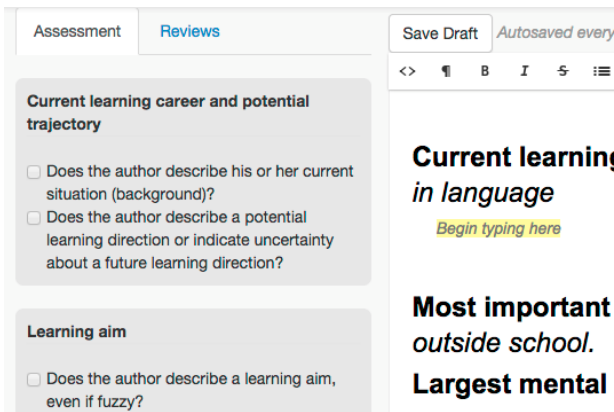 Assessment
Reviews
Save Draft
Autosaved every
<> ¶ B I S
Current learning career and potential
trajectory
Does the author describe his or her current
situation (background)?
Does the author describe a potential
learning direction or indicate uncertainty
about a future learning direction?
Learning aim
Does the author describe a learning aim,
even if fuzzy?
Current learning
in language
Begin typing here
Most important
outside school.
Largest mental